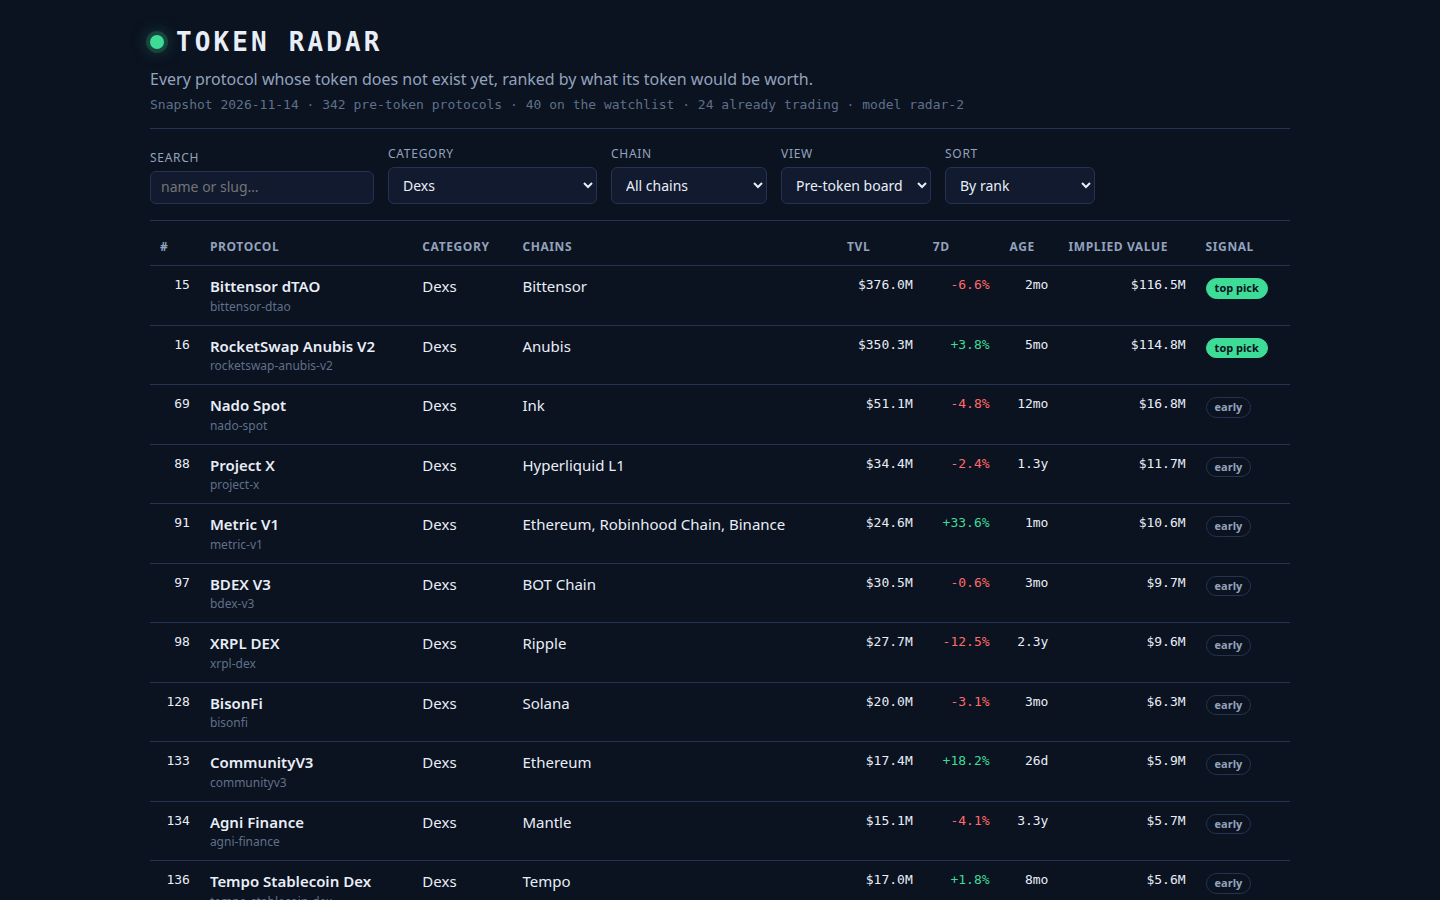 TOKEN RADAR
Every protocol whose token does not exist yet, ranked by what its token would be worth.
Snapshot 2026-11-14 · 342 pre-token protocols · 40 on the watchlist · 24 already trading · model radar-2
SEARCH CATEGORY CHAIN VIEW SORT
name or slug... Dexs All chains Pre-token board By rank
# PROTOCOL CATEGORY CHAINS TVL 7D AGE IMPLIED VALUE SIGNAL
15 Bittensor dTAO Dexs Bittensor $376.0M -6.6% 2mo $116.5M top pick
bittensor-dtao
16 RocketSwap Anubis V2 Dexs Anubis $350.3M +3.8% 5mo $114.8M top pick
rocketswap-anubis-v2
69 Nado Spot Dexs Ink $51.1M -4.8% 12mo $16.8M early
nado-spot
88 Project X Dexs Hyperliquid L1 $34.4M -2.4% 1.3y $11.7M early
project-x
91 Metric V1 Dexs Ethereum, Robinhood Chain, Binance $24.6M +33.6% 1mo $10.6M early
metric-v1
97 BDEX V3 Dexs BOT Chain $30.5M -0.6% 3mo $9.7M early
bdex-v3
98 XRPL DEX Dexs Ripple $27.7M -12.5% 2.3y $9.6M early
xrpl-dex
128 BisonFi Dexs Solana $20.0M -3.1% 3mo $6.3M early
bisonfi
133 CommunityV3 Dexs Ethereum $17.4M +18.2% 26d $5.9M early
communityv3
134 Agni Finance Dexs Mantle $15.1M -4.1% 3.3y $5.7M early
agni-finance
136 Tempo Stablecoin Dex Dexs Tempo $17.0M +1.8% 8mo $5.6M early